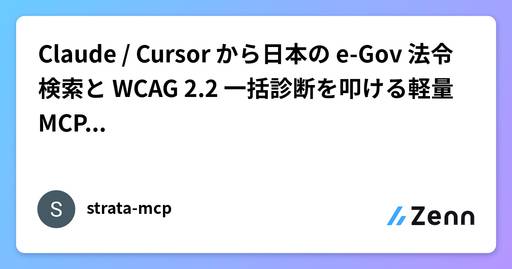 Claude / Cursor から日本の e-Gov 法令
検索と WCAG 2.2 一括診断を叩ける軽量
MCP...
S
strata-mcp
Zenn